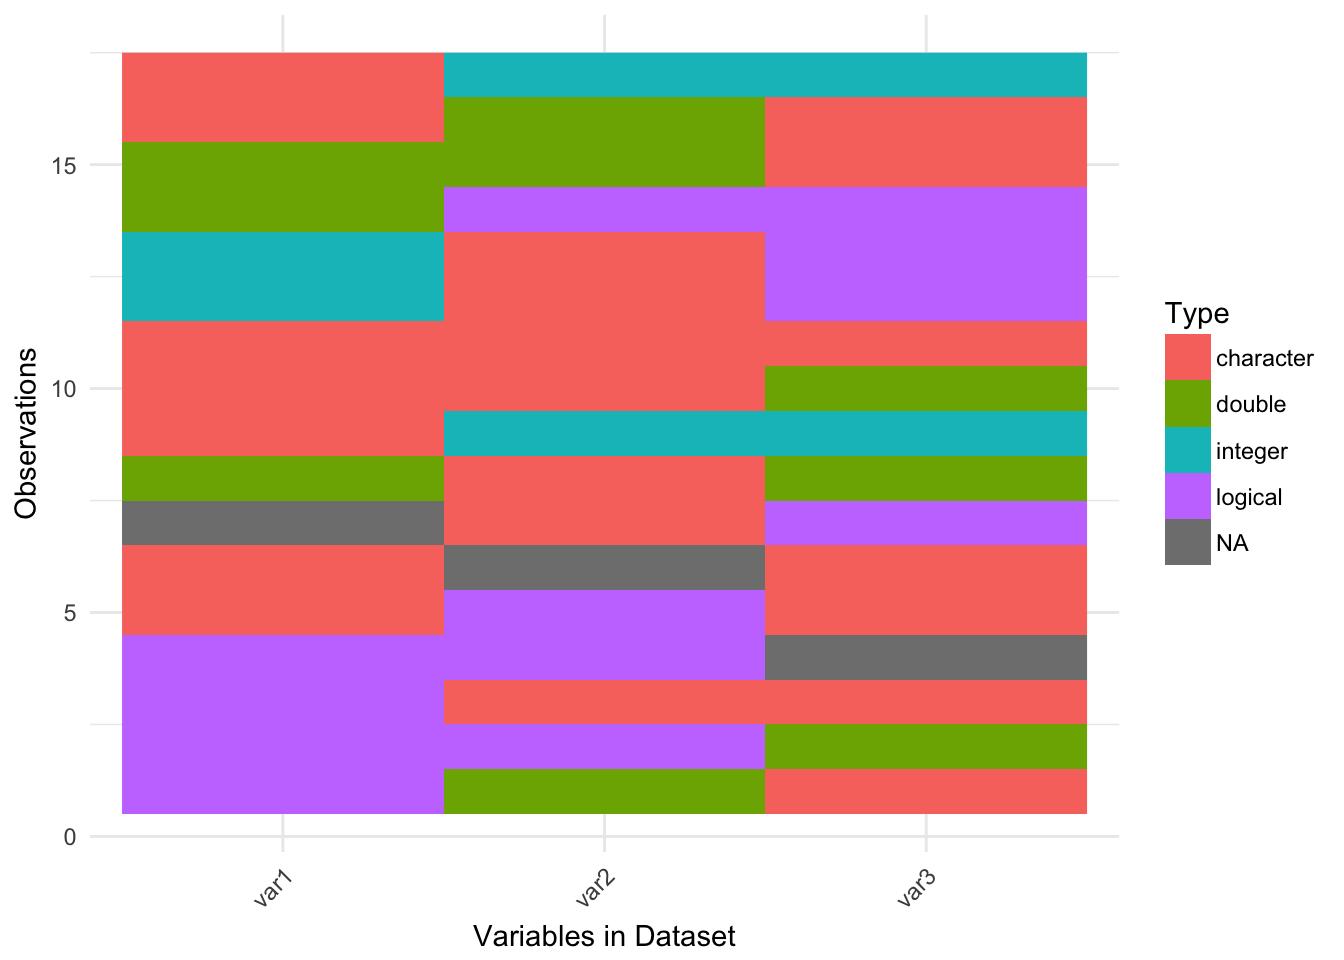 15
10
5
0
Observations
var1
var2
var3
Variables in Dataset
Type
character
double
integer
logical
NA